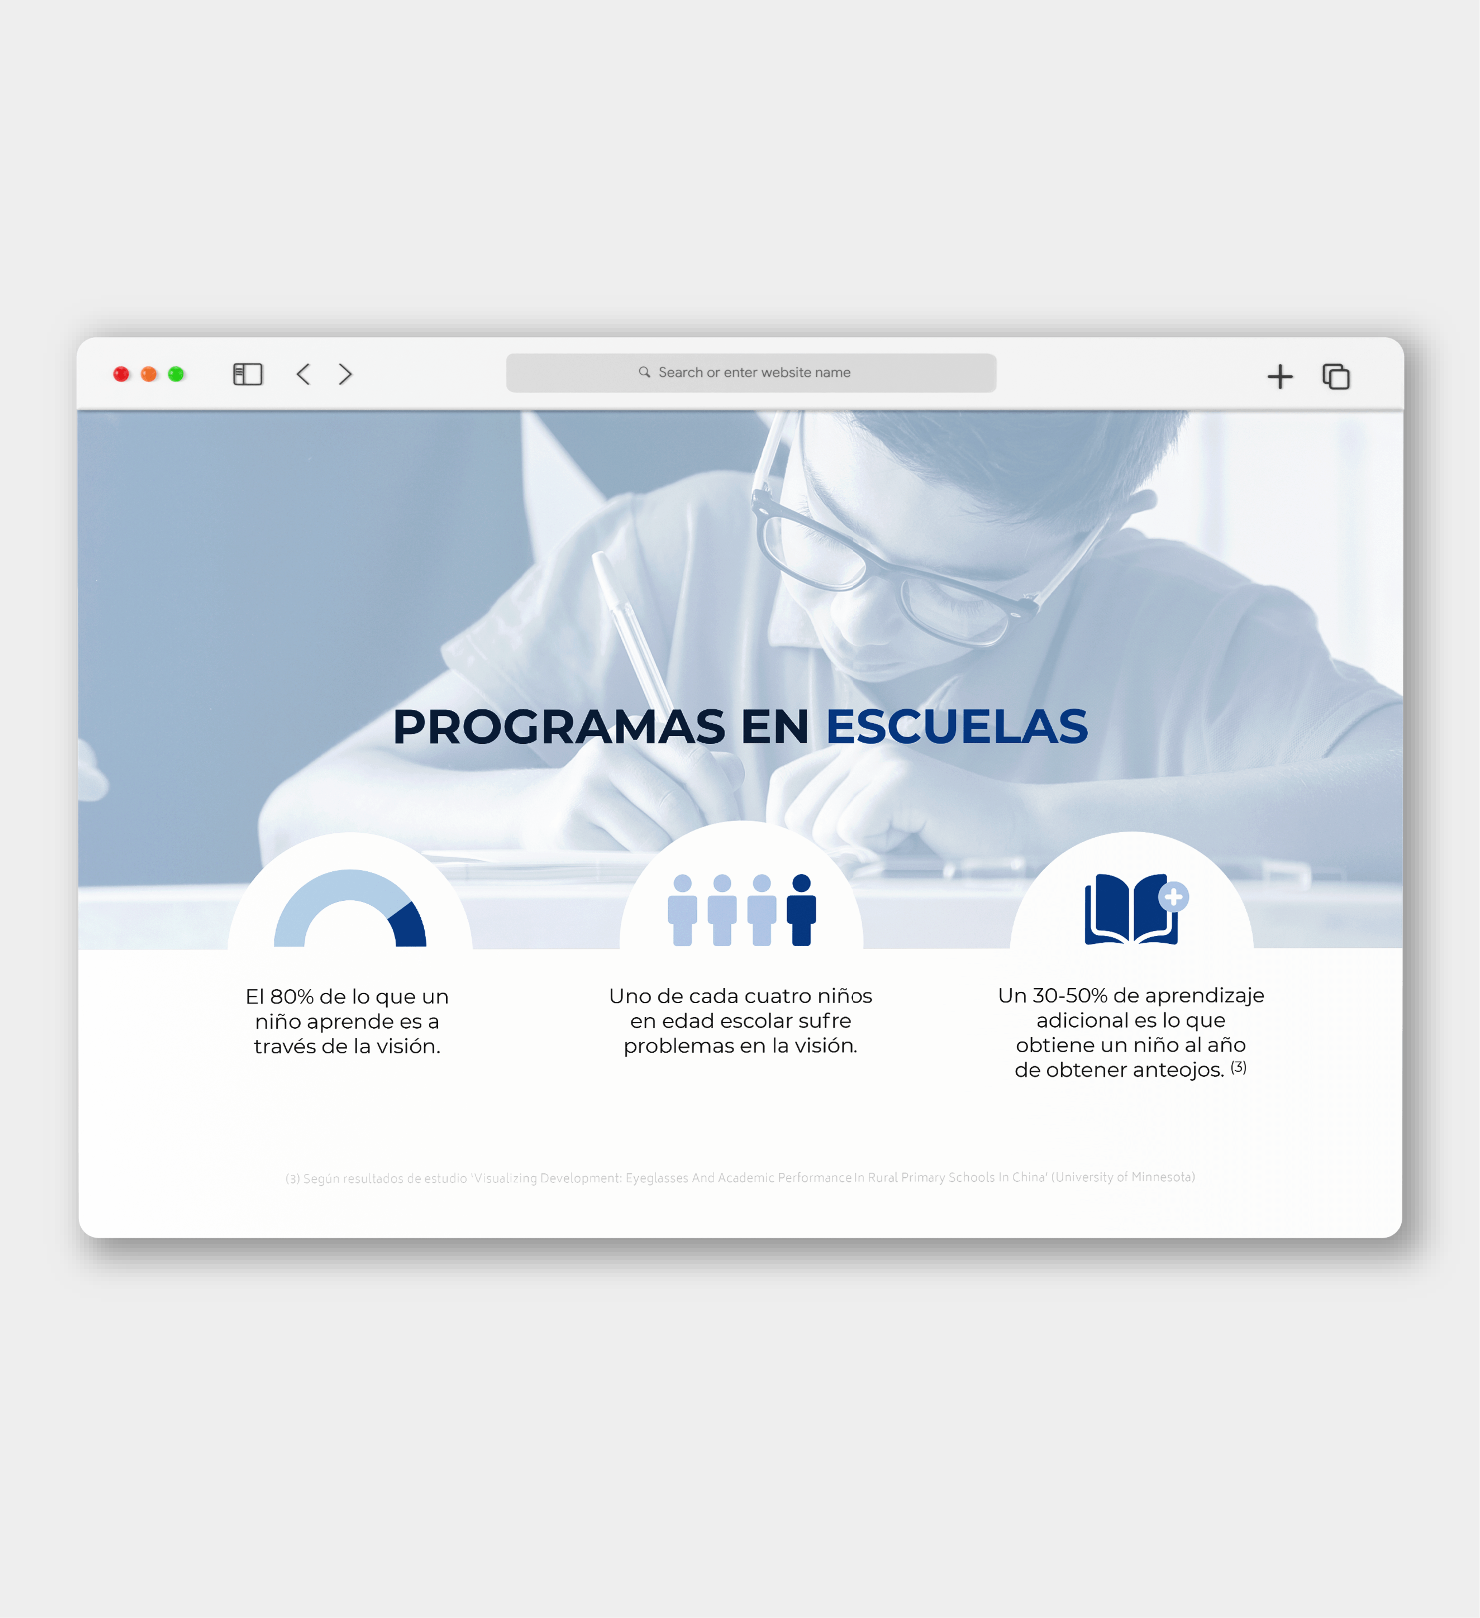 Search or enter website name
PROGRAMAS EN ESCUELAS
El 80% de lo que un
niño aprende es a
través de la visión.
Uno de cada cuatro niños
en edad escolar sufre
problemas en la visión.
Un 30-50% de aprendizaje
adicional es lo que
obtiene un niño al año
de obtener anteojos. (3)
(3) Según resultados de estudio 'Visualizing Development: Eyeglasses And Academic Performance In Rural Primary Schools In China' (University of Minnesota)